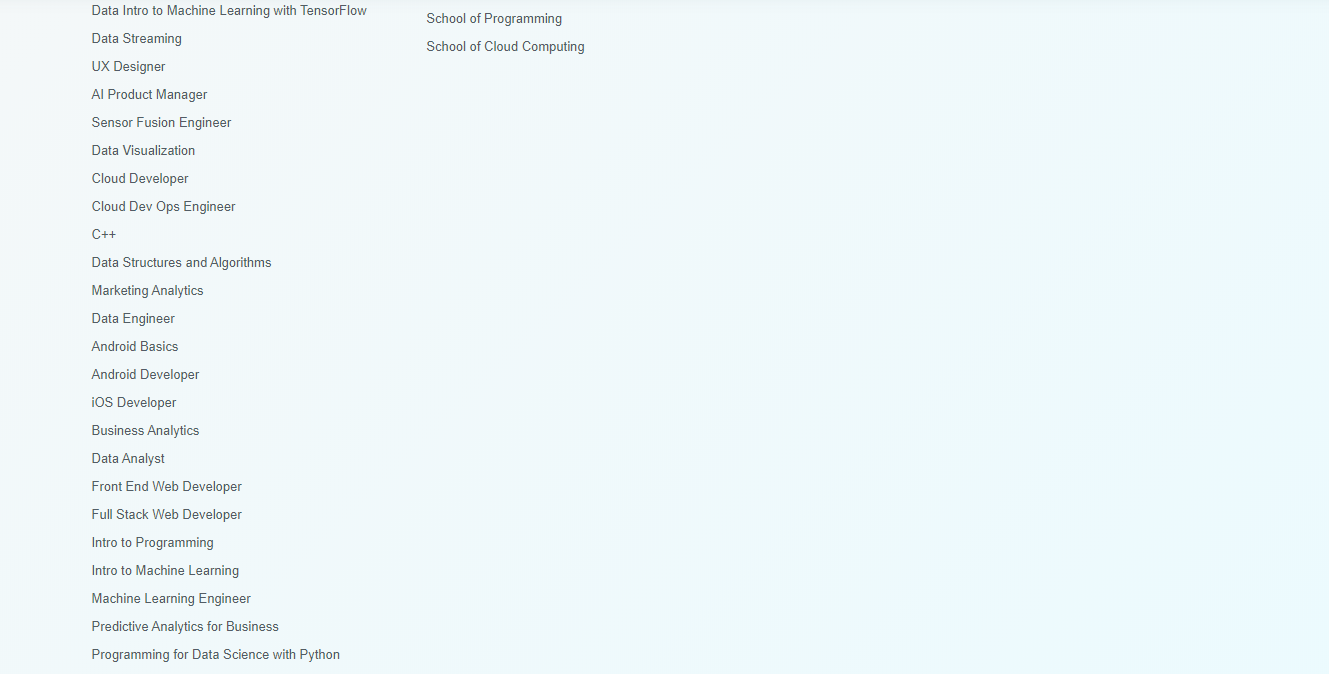 Data Intro to Machine Learning with TensorFlow
Data Streaming
UX Designer
AI Product Manager
Sensor Fusion Engineer
Data Visualization
Cloud Developer
Cloud Dev Ops Engineer
C++
Data Structures and Algorithms
Marketing Analytics
Data Engineer
Android Basics
Android Developer
iOS Developer
Business Analytics
Data Analyst
Front End Web Developer
Full Stack Web Developer
Intro to Programming
Intro to Machine Learning
Machine Learning Engineer
Predictive Analytics for Business
Programming for Data Science with Python
School of Programming
School of Cloud Computing